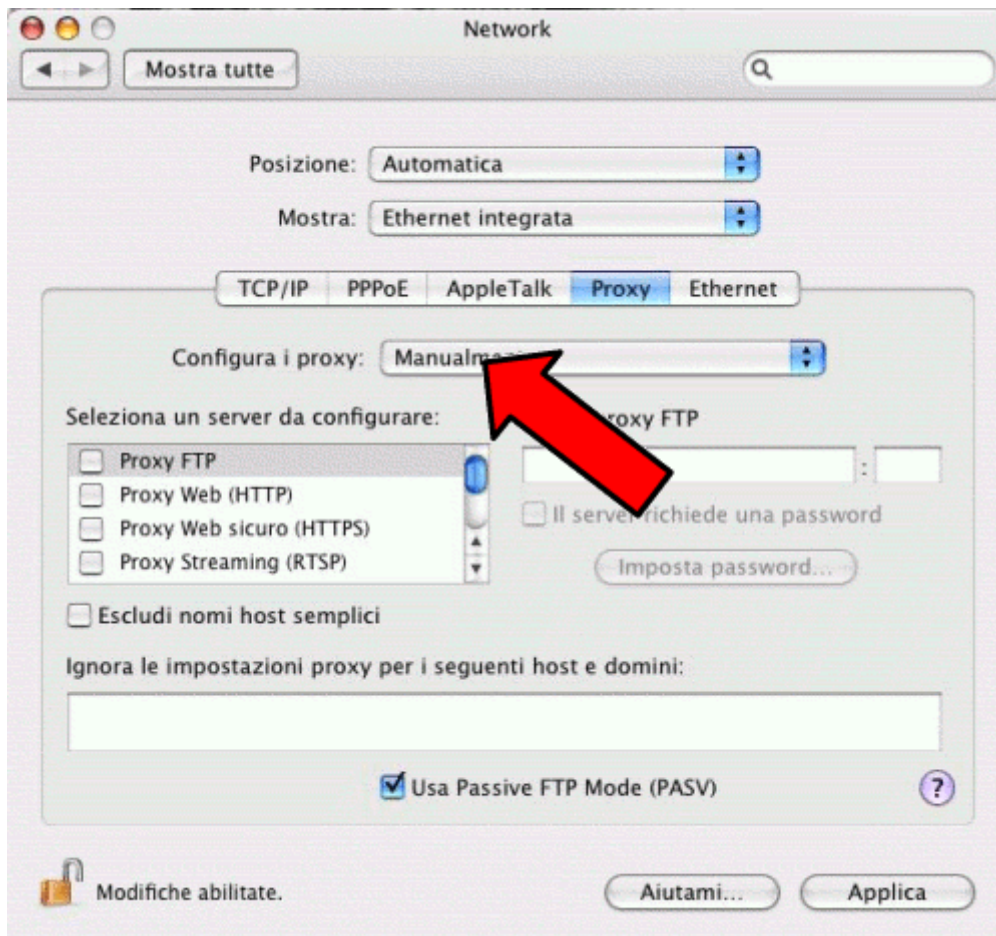 Network
Mostra tutte
Posizione: Automatica
Mostra: Ethernet integrata
TCP/IP PPPoE AppleTalk Proxy Ethernet
Configura i proxy:
Seleziona un server da configurare:
proxy FTP
Proxy FTP
:
Proxy Web (HTTP)
Il server richiede una password
Proxy Web sicuro (HTTPS)
Proxy Streaming (RTSP)
Imposta password...
Escludi nomi host semplici
Ignora le impostazioni proxy per i seguenti host e domini:
Usa Passive FTP Mode (PASV)
?
Modifiche abilitate.
Aiutami... Applica